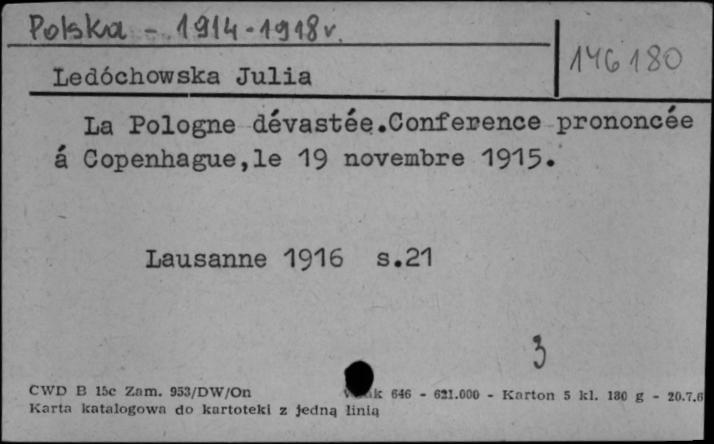 Polska - 1914-1918 r.
146180
Ledóchowska Julia
La Pologne dévastée.Conference prononcée
á Copenhague,le 19 novembre 1915.
Lausanne 1916 s.21
3
CWD B 15c Zam. 953/DW/On 646 - 621.000 - Karton 5 kl. 180 g - 20.7.6
Karta katalogowa do kartoteki z jedną linią